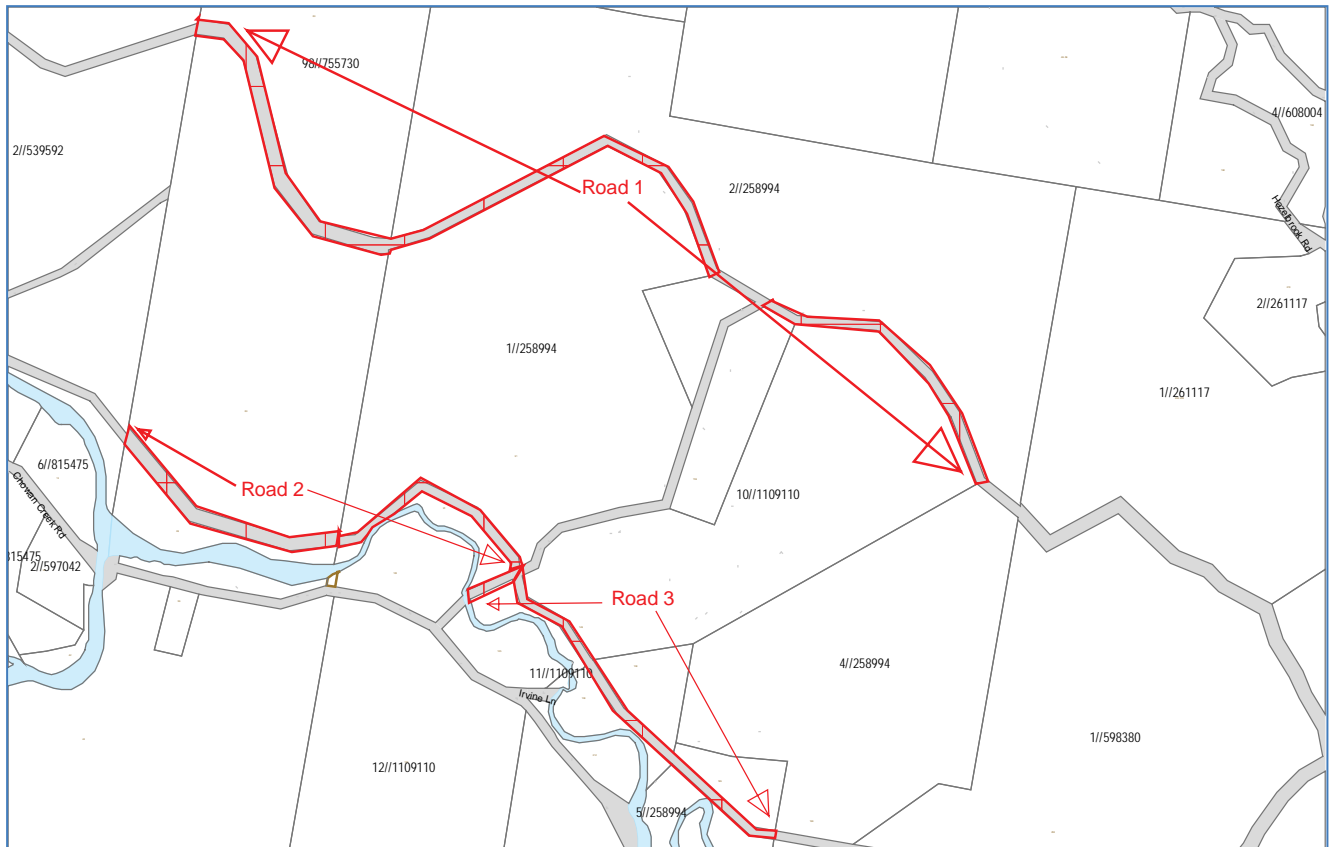 98//755730
4//608004
2//539592
Road 1
2//258994
Hazelbrook Rd
2//261117
1//258994
1//261117
6//815475
Road 2
10//1109110
Chowan Creek Rd
815475
2//597042
Road 3
4//258994
11//1109110
Irvine Ln
1//598380
12//1109110
5//258994